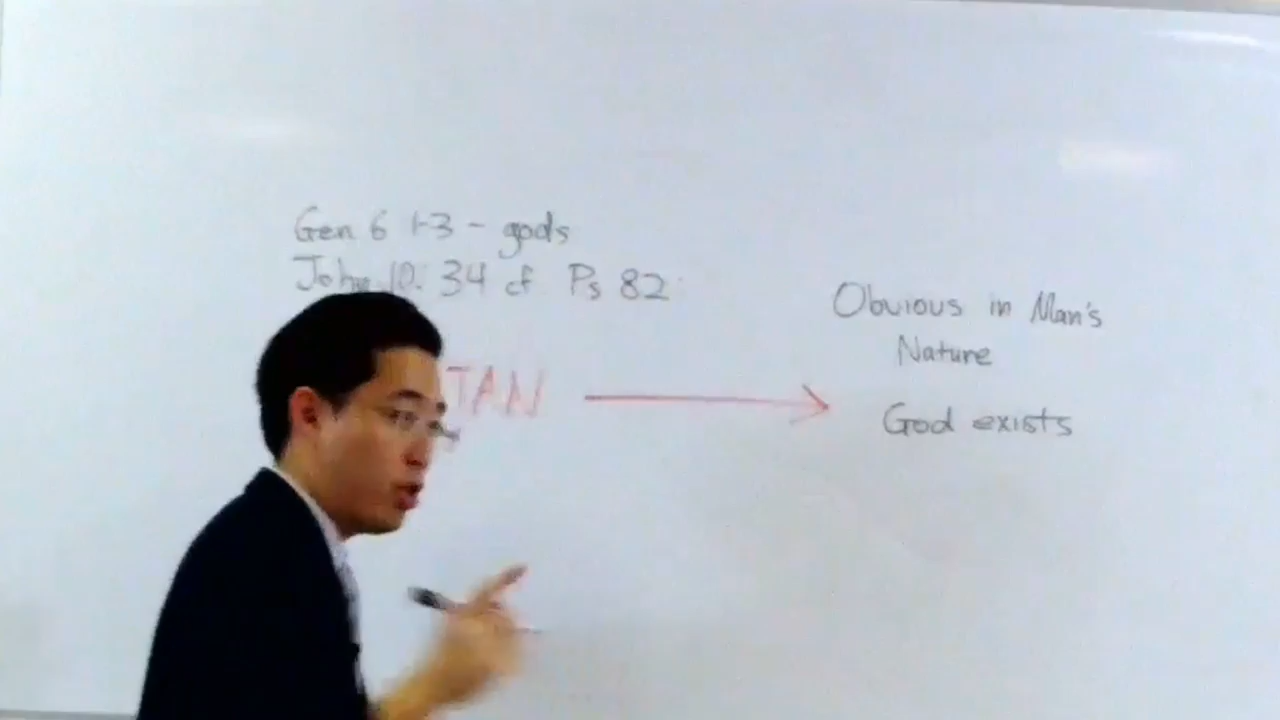 Gen 6 1-3 - gods
John 10:34 cf Ps 82
TAN
Obvious in Man's
Nature
God exists